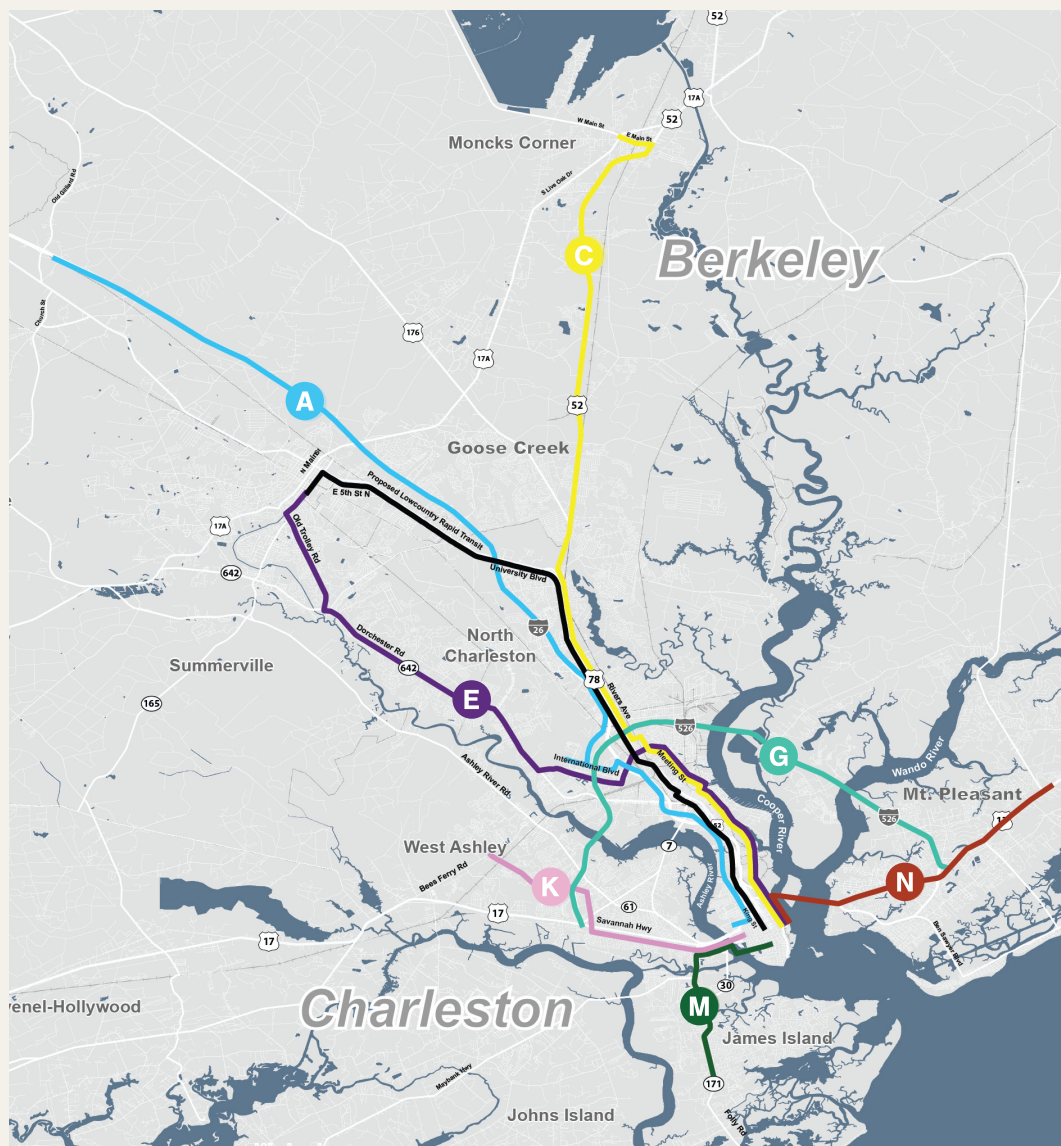 52
17A
52
W Main St
E Main St
Moncks Corner
S Live Oak Dr
Old Gilliard Rd
C
Berkeley
Church St
176
17A
A
52
Goose Creek
N Main St
E 5th St N
Proposed Lowcountry Rapid Transit
17A
Old Trolley Rd
University Blvd
642
26
North
Charleston
Dorchester Rd
642
Summerville
78
Rivers Ave
165
E
526
G
Wando River
International Blvd
Meeting St
Ashley River Rd
Mt. Pleasant
Cooper River
526
17
52
7
West Ashley
Bees Ferry Rd
K
Ashley River
N
61
17
Savannah Hwy
King St
17
Ben Sawyer Blvd
30
venel-Hollywood
Charleston
M
James Island
171
Maybank Hwy
Johns Island
Folly Rd